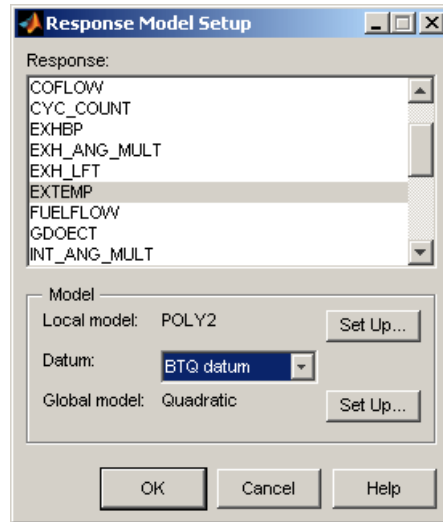 Response Model Setup
Response:
COFLOW
CYC_COUNT
EXHBP
EXH_ANG_MULT
EXH_LFT
EXTEMP
FUELFLOW
GDOECT
INT_ANG_MULT
Model
Local model: POLY2 Set Up...
Datum: BTQ datum
Global model: Quadratic Set Up...
OK Cancel Help